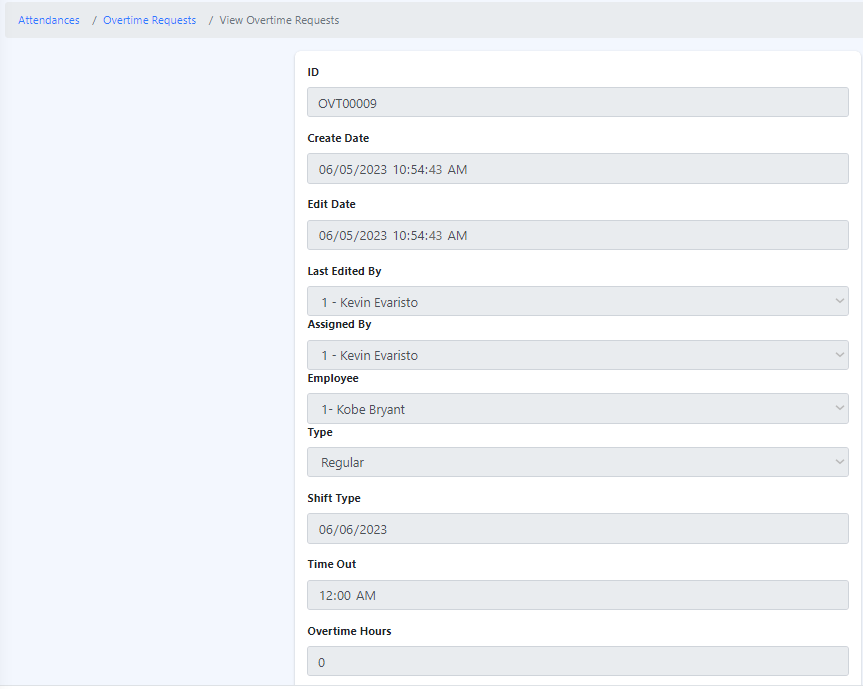 Attendances / Overtime Requests / View Overtime Requests
ID
OVT00009
Create Date
06/05/2023 10:54:43 AM
Edit Date
06/05/2023 10:54:43 AM
Last Edited By
1 - Kevin Evaristo
Assigned By
1 - Kevin Evaristo
Employee
1- Kobe Bryant
Type
Regular
Shift Type
06/06/2023
Time Out
12:00 AM
Overtime Hours
0